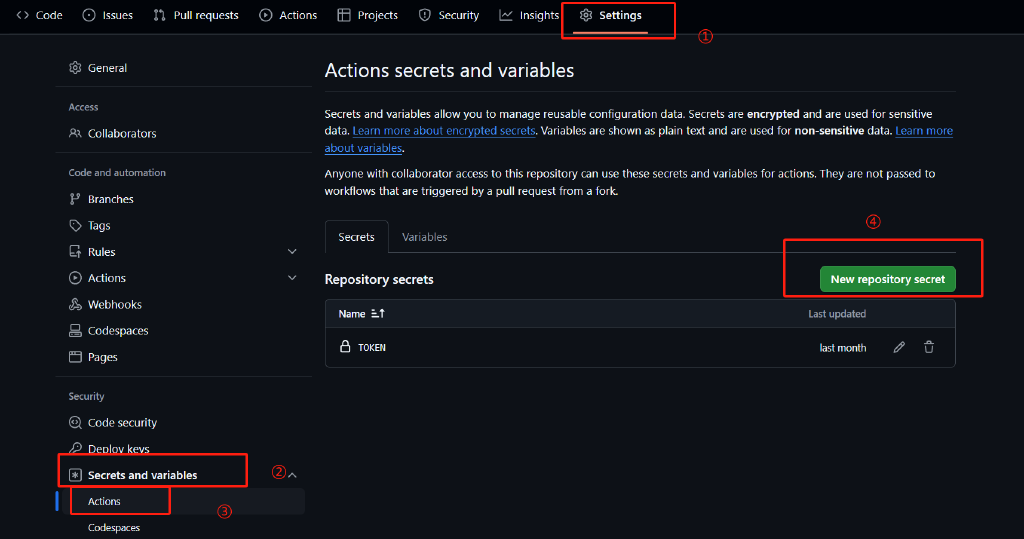 Code Issues Pull requests Actions Projects Security Insights Settings
①
General
Access
Collaborators
Code and automation
Branches
Tags
Rules
Actions
Webhooks
Codespaces
Pages
Security
Code security
Deploy keys
Secrets and variables
②
Actions
③
Codespaces
Actions secrets and variables
Secrets and variables allow you to manage reusable configuration data. Secrets are encrypted and are used for sensitive
data. Learn more about encrypted secrets. Variables are shown as plain text and are used for non-sensitive data. Learn more
about variables.
Anyone with collaborator access to this repository can use these secrets and variables for actions. They are not passed to
workflows that are triggered by a pull request from a fork.
Secrets Variables
④
Repository secrets New repository secret
Name Last updated
TOKEN last month